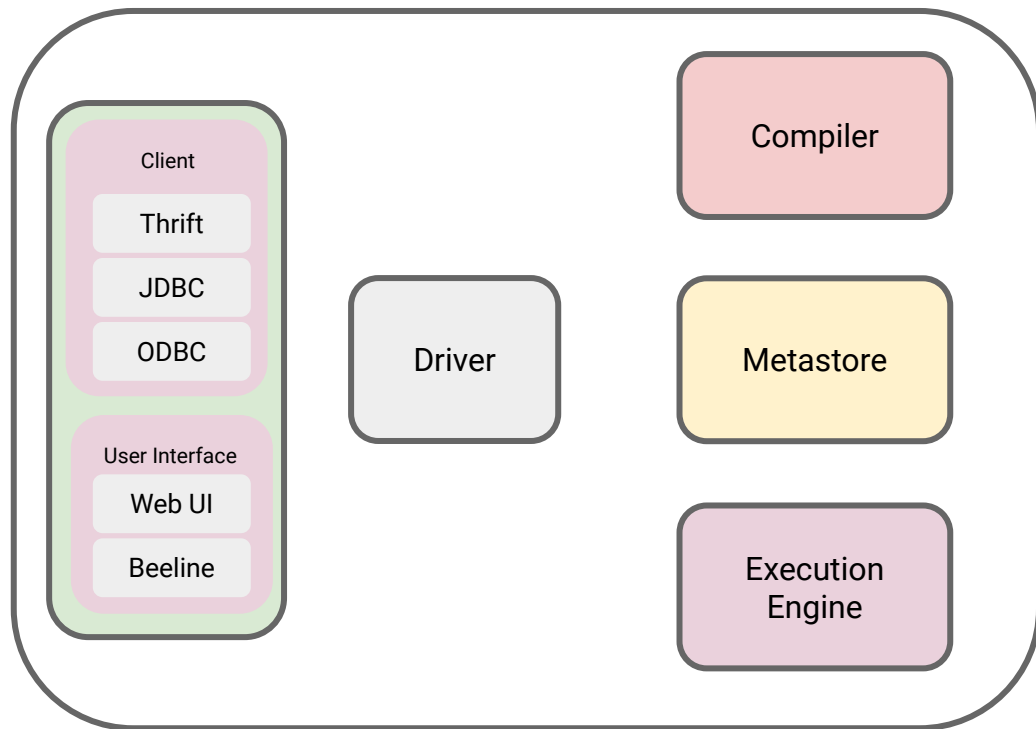 Client
Thrift
JDBC
ODBC
User Interface
Web UI
Beeline
Driver
Compiler
Metastore
Execution
Engine